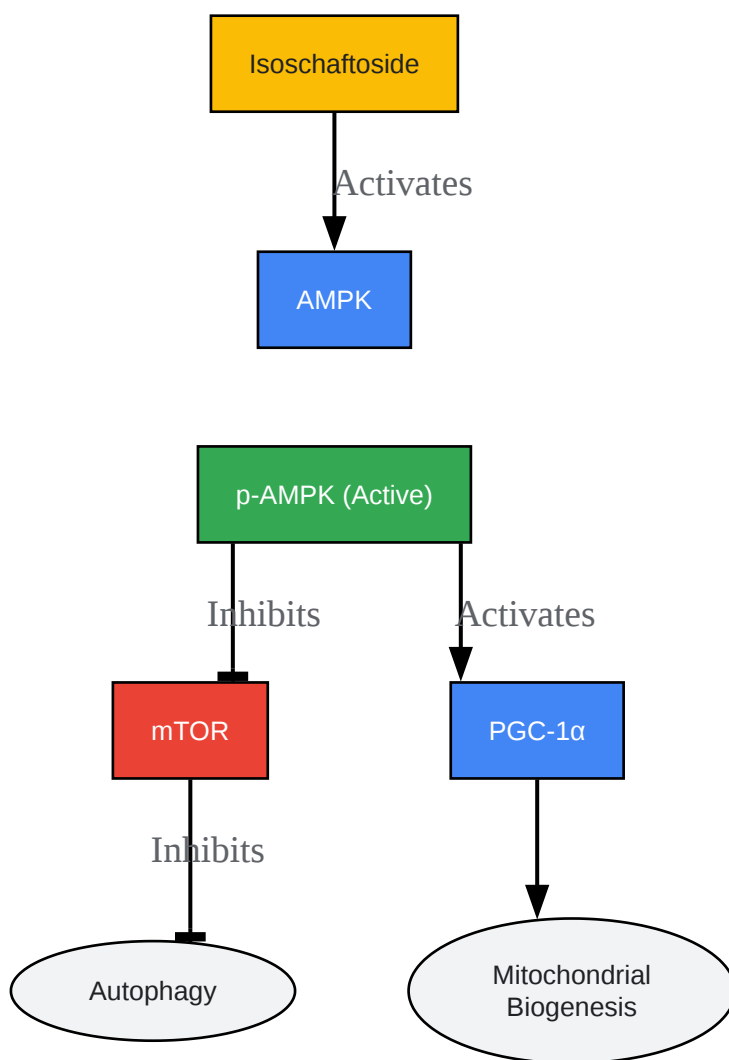 Isoschaftoside
Activates
AMPK
p-AMPK (Active)
Inhibits
Activates
mTOR
PGC-1α
Inhibits
Autophagy
Mitochondrial
Biogenesis